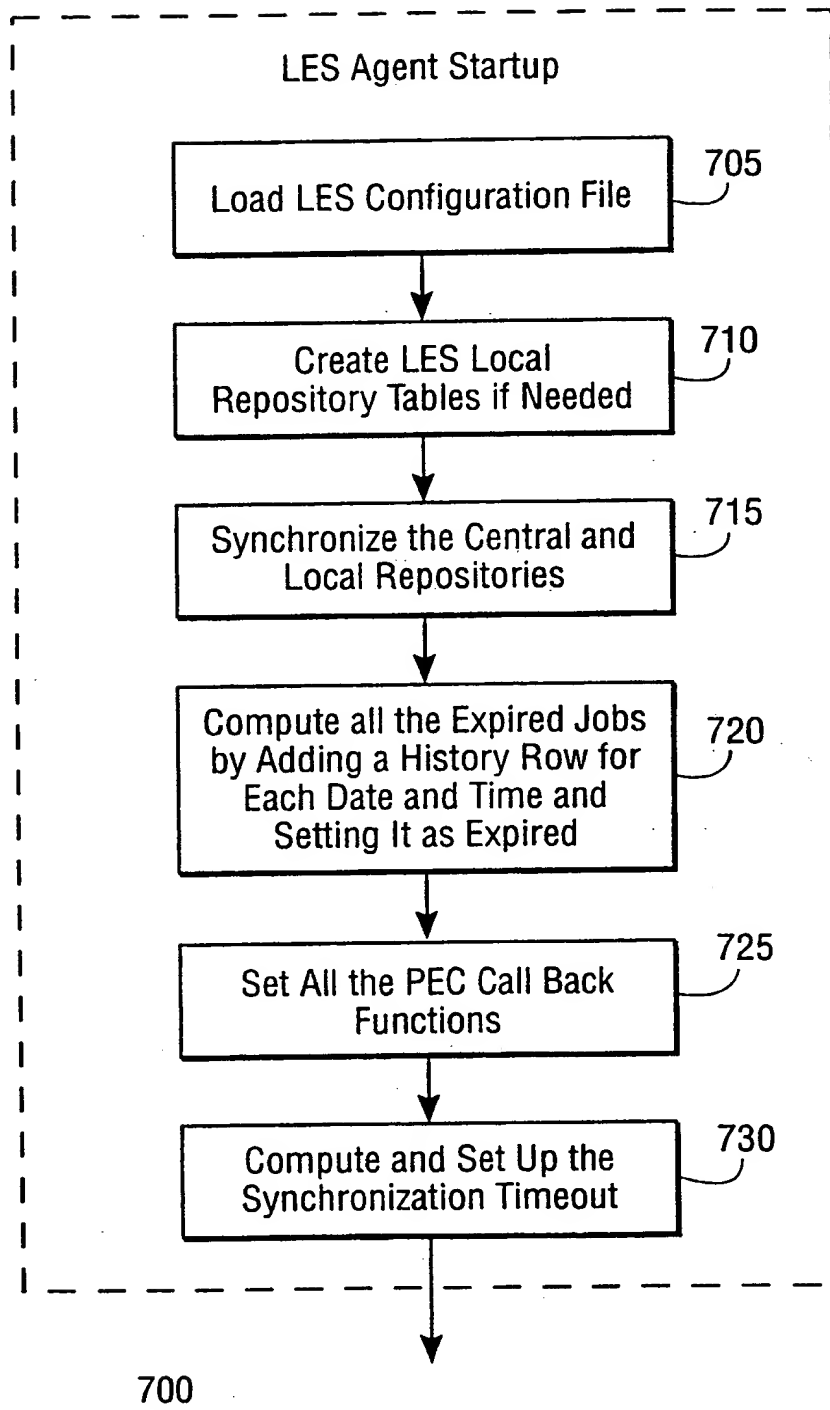 LES Agent Startup
Load LES Configuration File
705
Create LES Local
Repository Tables if Needed
710
Synchronize the Central and
Local Repositories
715
Compute all the Expired Jobs
by Adding a History Row for
Each Date and Time and
Setting It as Expired
720
Set All the PEC Call Back
Functions
725
Compute and Set Up the
Synchronization Timeout
730
700